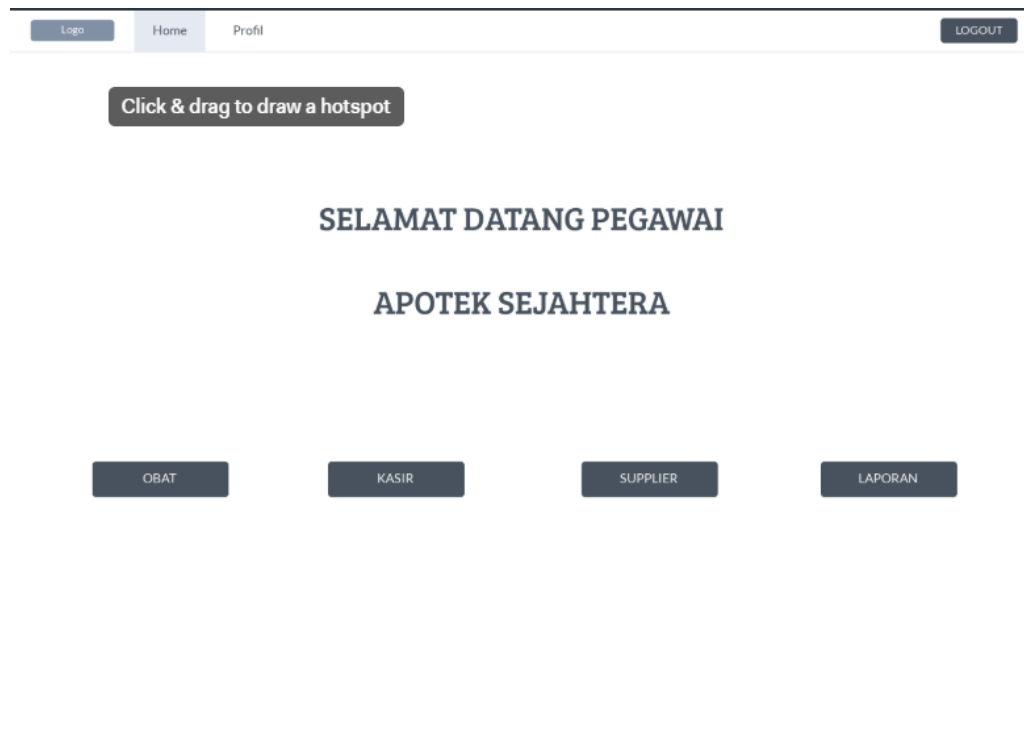 Logo Home Profil LOGOUT
Click & drag to draw a hotspot
SELAMAT DATANG PEGAWAI
APOTEK SEJAHTERA
OBAT KASIR SUPPLIER LAPORAN